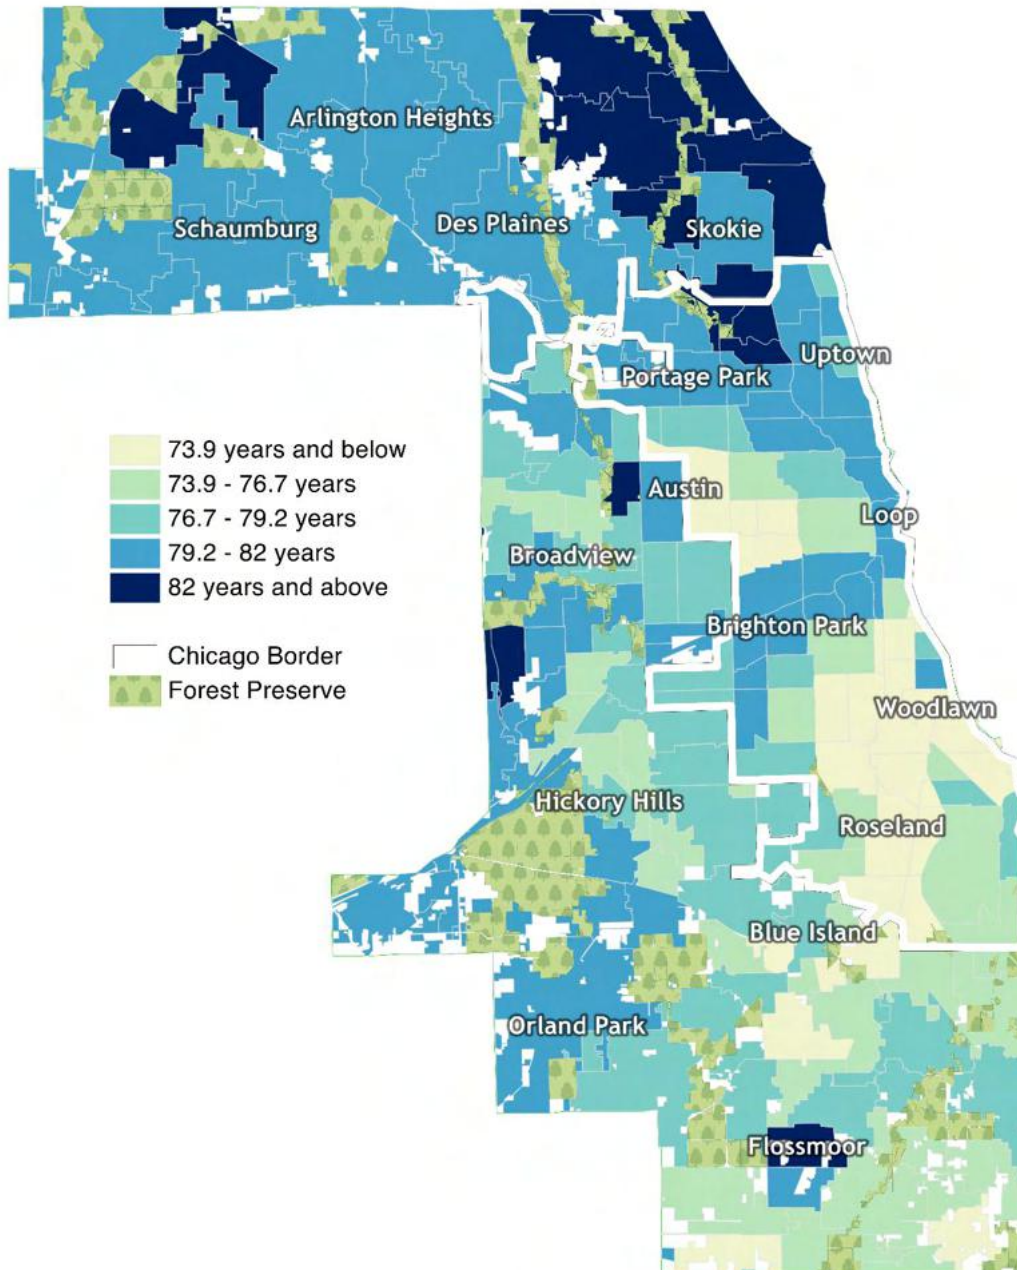 Arlington Heights
Schaumburg
Des Plaines
Skokie
Uptown
Portage Park
73.9 years and below
73.9 - 76.7 years
76.7 - 79.2 years
79.2 - 82 years
82 years and above
Chicago Border
Forest Preserve
Austin
Loop
Broadview
Brighton Park
Woodlawn
Hickory Hills
Roseland
Blue Island
Orland Park
Flossmoor